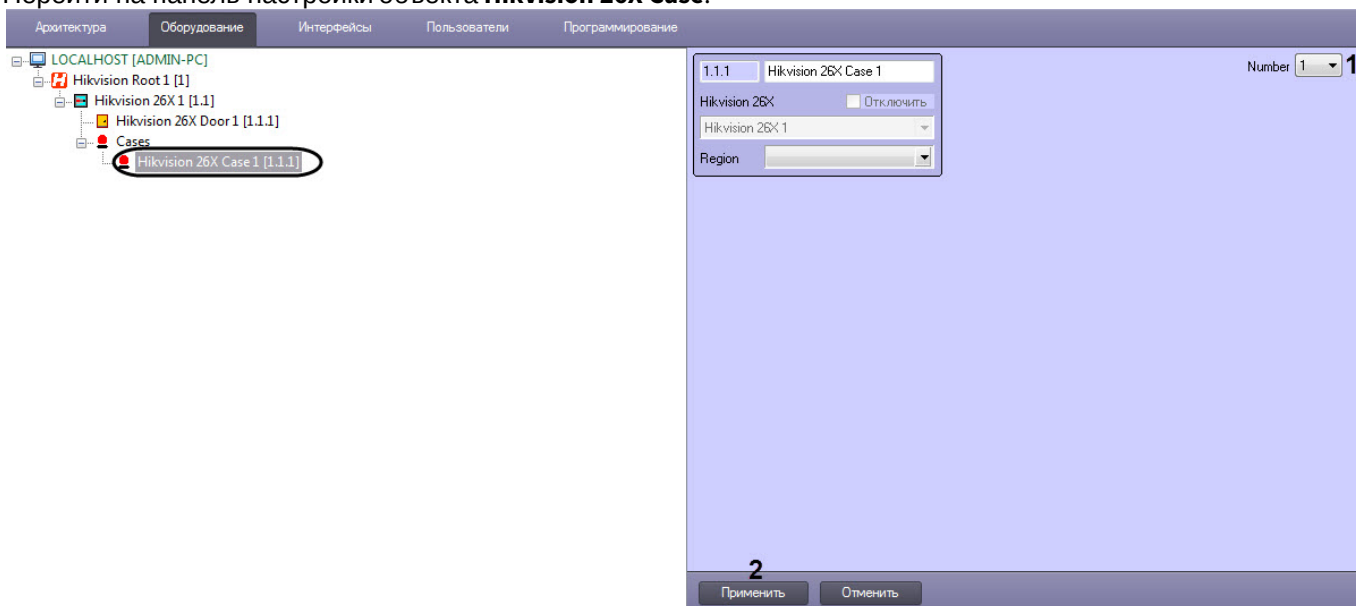 Перейти на панель настройки объекта Hikvision 26X Case.
Архитектура Оборудование Интерфейсы Пользователи Программирование
LOCALHOST [ADMIN-PC]
Hikvision Root 1 [1]
Hikvision 26X 1 [1.1]
Hikvision 26X Door 1 [1.1.1]
Cases
Hikvision 26X Case 1 [1.1.1]
1.1.1 Hikvision 26X Case 1
Hikvision 26X Отключить
Hikvision 26X 1
Region
Number 1 1
2
Применить Отменить